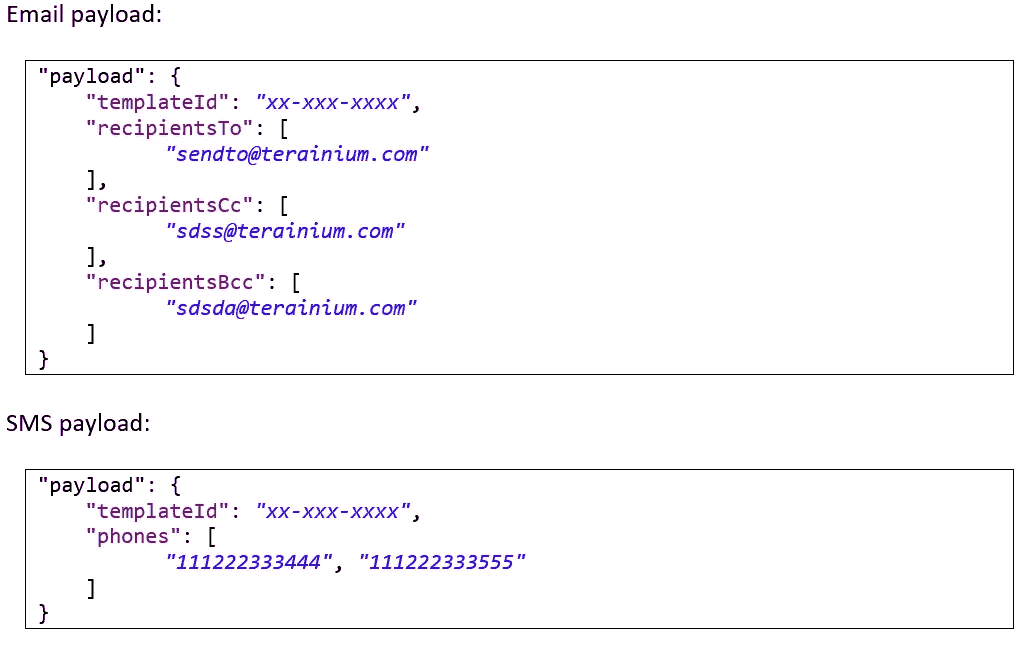 Email payload:
"payload": {
"templateId": "xx-xxx-xxxx",
"recipientsTo": [
"sendto@terainium.com"
],
"recipientsCc": [
"sdss@terainium.com"
],
"recipientsBcc": [
"sdsda@terainium.com"
]
}
SMS payload:
"payload": {
"templateId": "xx-xxx-xxxx",
"phones": [
"111222333444", "111222333555"
]
}